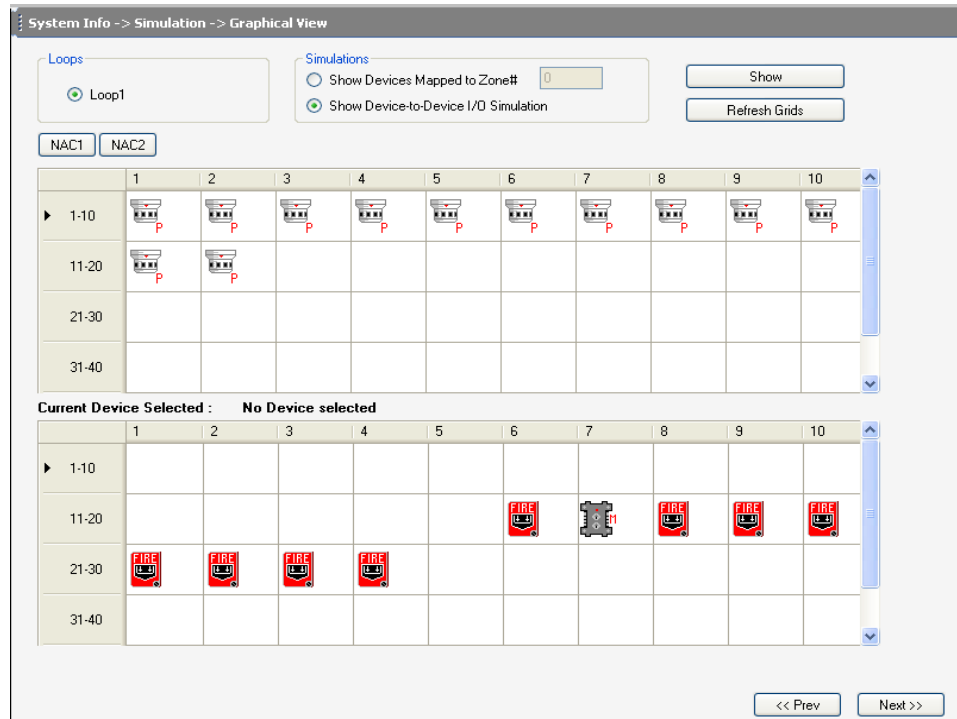 System Info -> Simulation -> Graphical View
Loops
Loop1
Simulations
Show Devices Mapped to Zone# 0
Show Device-to-Device I/O Simulation
Show
Refresh Grids
NAC1 NAC2
1 2 3 4 5 6 7 8 9 10
1-10 P P P P P P P P P P
11-20 P P
21-30
31-40
Current Device Selected : No Device selected
1 2 3 4 5 6 7 8 9 10
1-10
11-20 FIRE M FIRE FIRE FIRE
21-30 FIRE FIRE FIRE FIRE
31-40
<< Prev Next >>